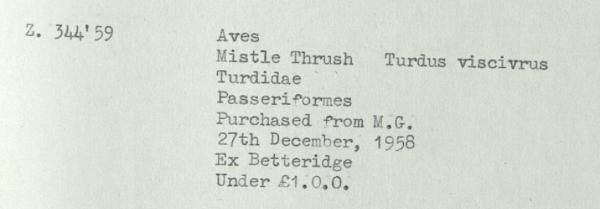 Z. 344'59 Aves
Mistle Thrush Turdus viscivrus
Turdidae
Passeriformes
Purchased from M.G.
27th December, 1958
Ex Betteridge
Under £1.0.0.